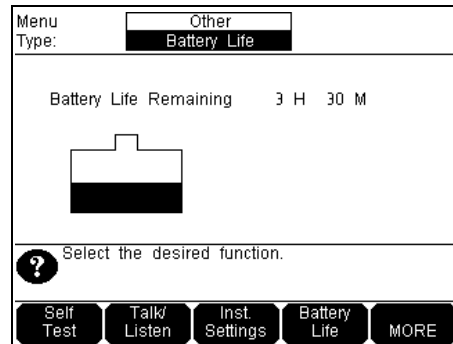 Menu Other
Type: Battery Life
Battery Life Remaining 3 H 30 M
? Select the desired function.
Self Test Talk/ Listen Inst. Settings Battery Life MORE